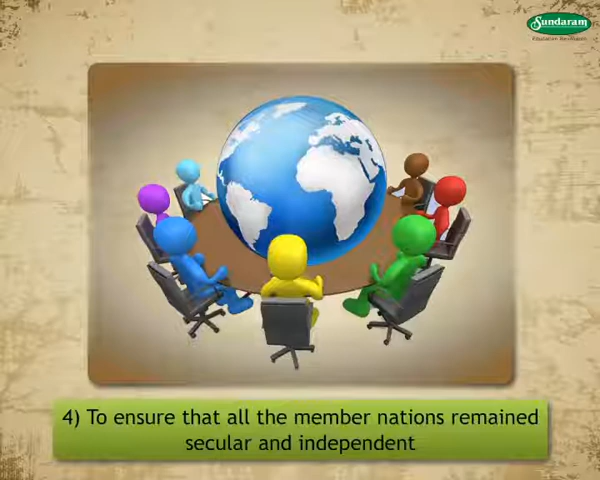 Sundaram
4) To ensure that all the member nations remained
secular and independent